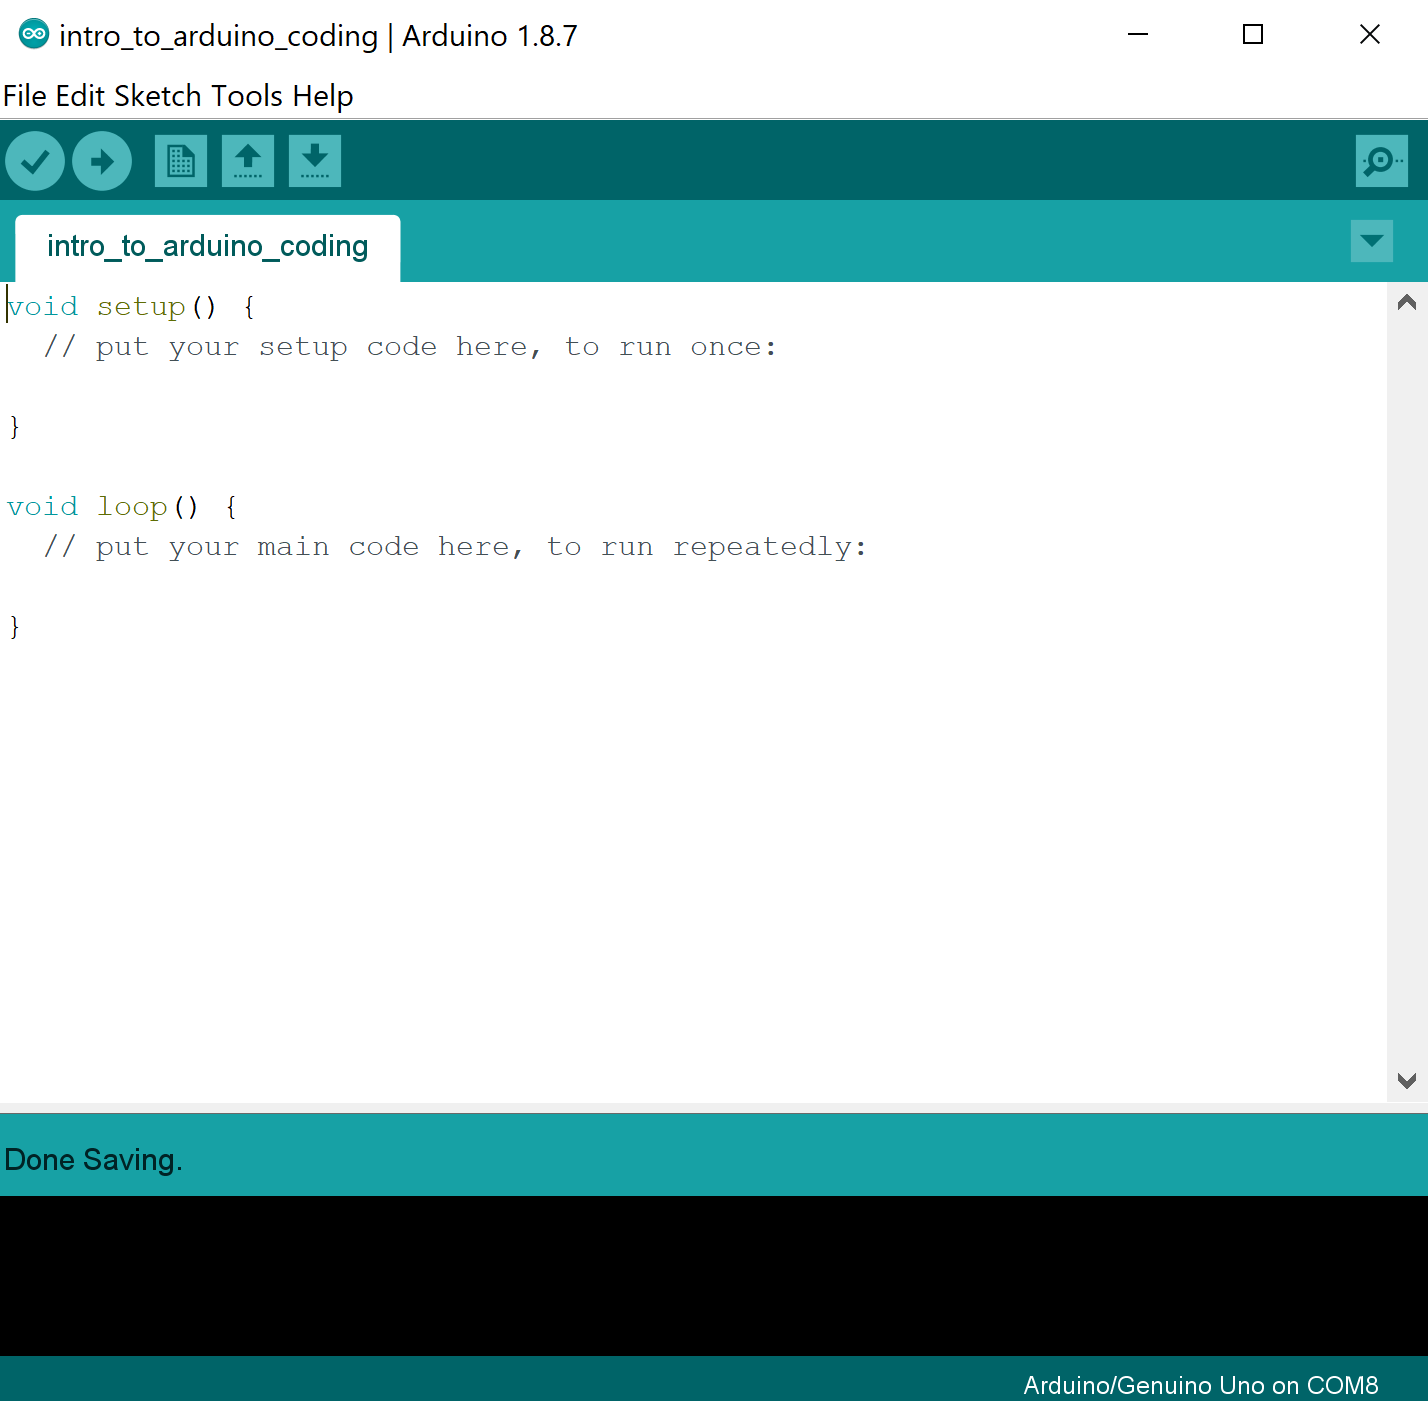 intro_to_arduino_coding | Arduino 1.8.7
File Edit Sketch Tools Help
intro_to_arduino_coding
void setup() {
  // put your setup code here, to run once:
}
void loop() {
  // put your main code here, to run repeatedly:
}
Done Saving.
Arduino/Genuino Uno on COM8